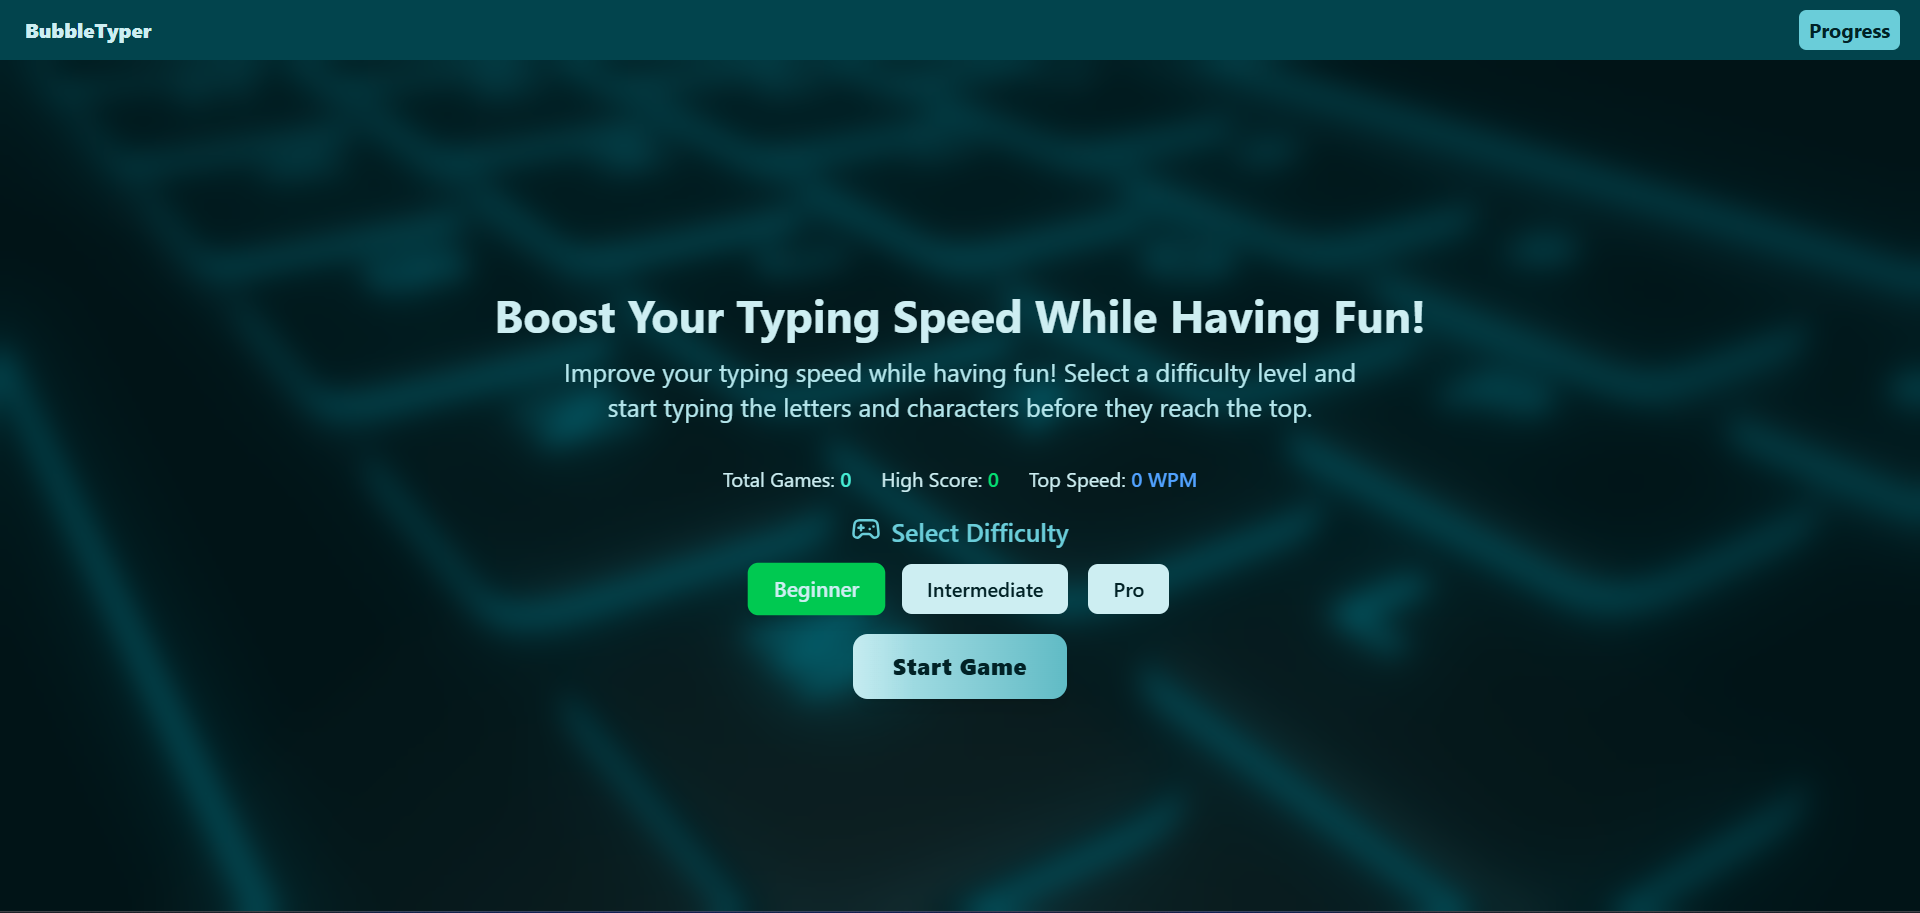 BubbleTyper
Progress
Boost Your Typing Speed While Having Fun!
Improve your typing speed while having fun! Select a difficulty level and
start typing the letters and characters before they reach the top.
Total Games: 0 High Score: 0 Top Speed: 0 WPM
Select Difficulty
Beginner Intermediate Pro
Start Game